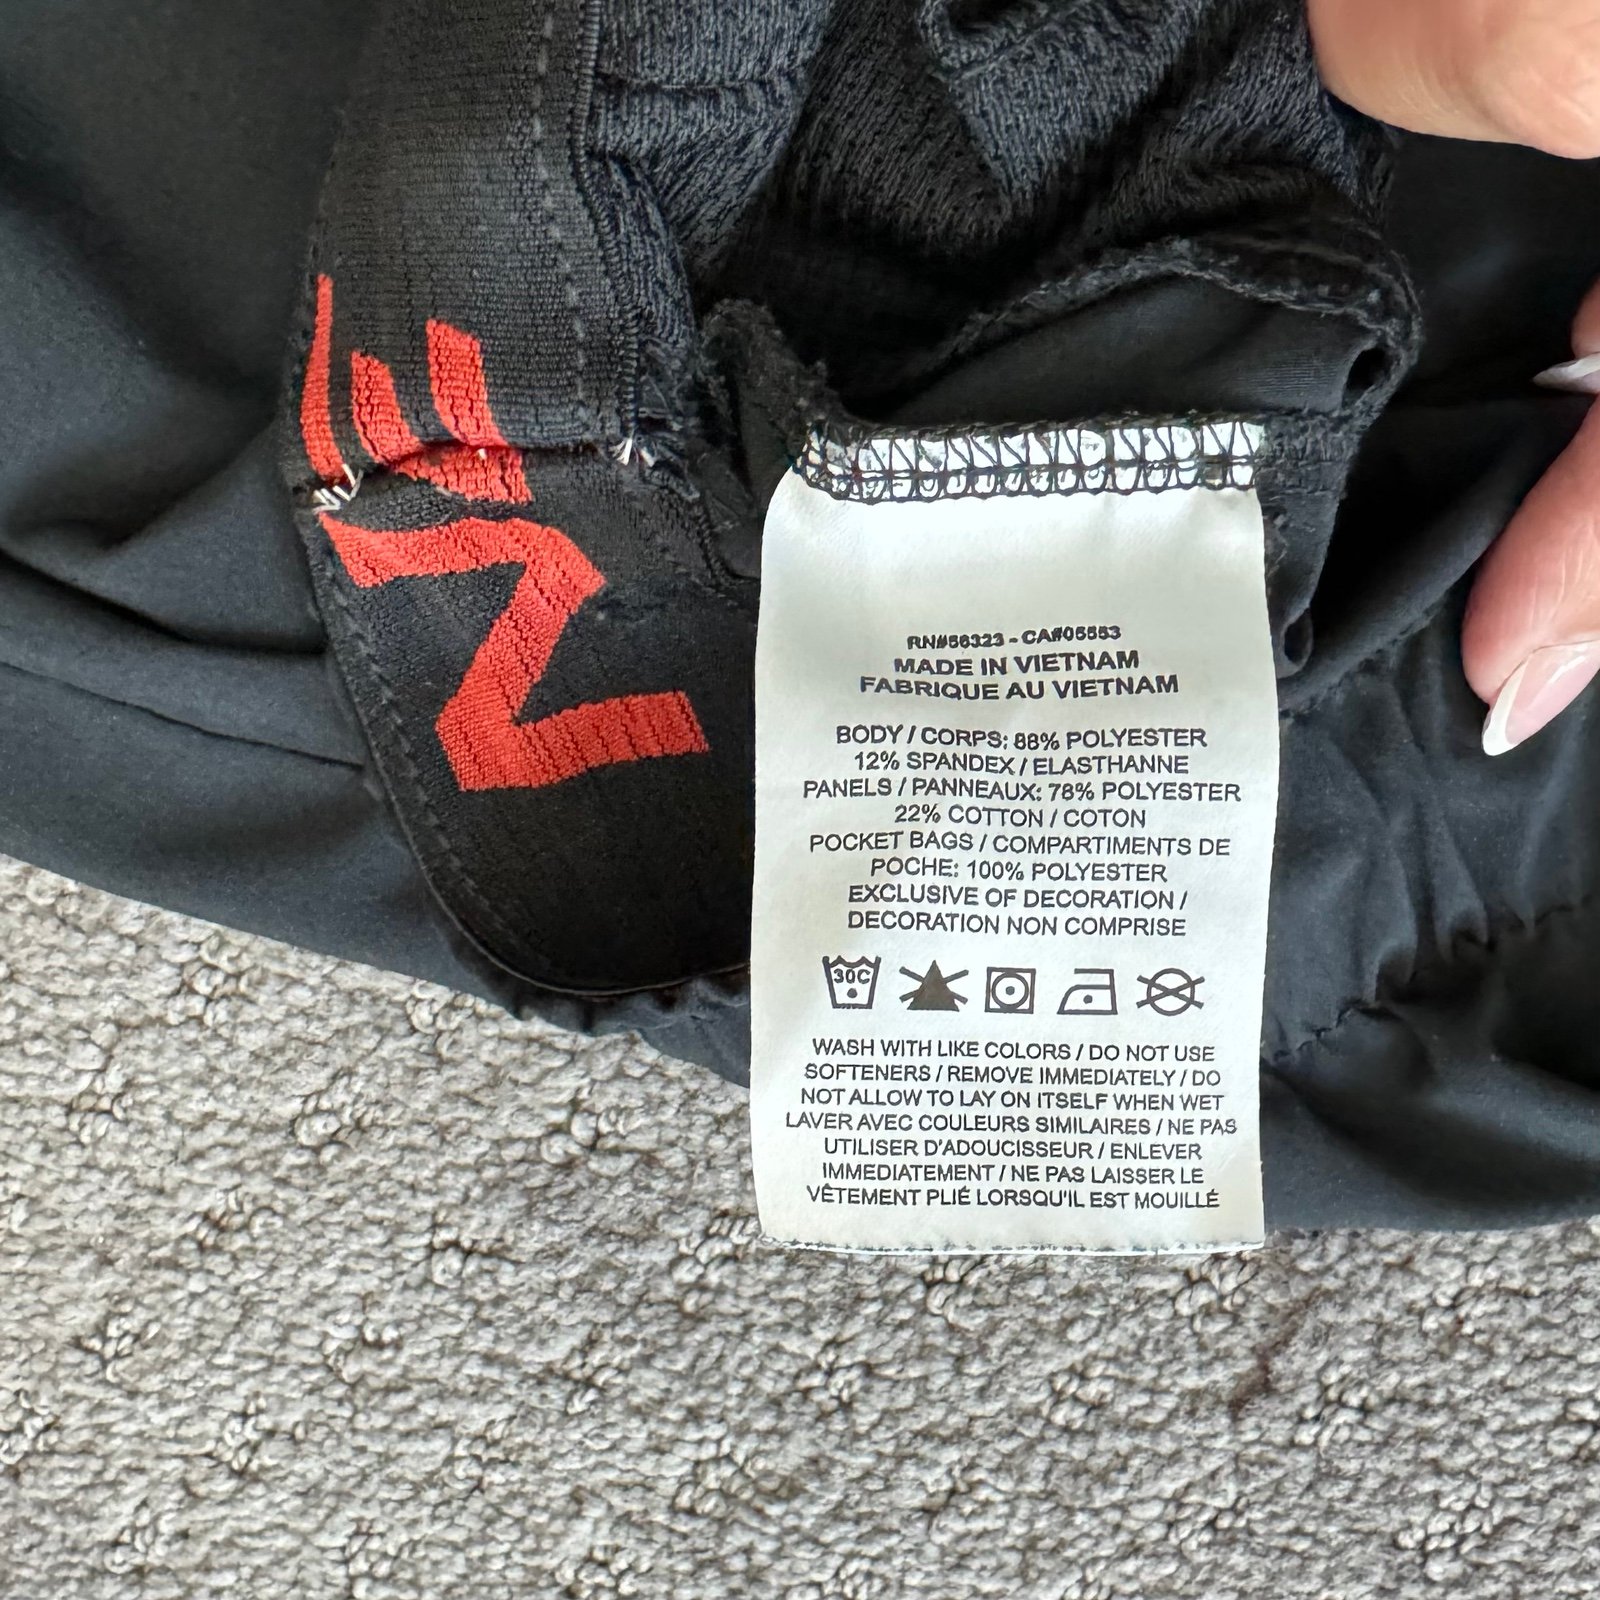 RN#56323 - CA#05553
MADE IN VIETNAM
FABRIQUE AU VIETNAM
BODY / CORPS: 88% POLYESTER
12% SPANDEX / ELASTHANNE
PANELS / PANNEAUX: 78% POLYESTER
22% COTTON / COTON
POCKET BAGS / COMPARTIMENTS DE
POCHE: 100% POLYESTER
EXCLUSIVE OF DECORATION /
DECORATION NON COMPRISE
30C
WASH WITH LIKE COLORS / DO NOT USE
SOFTENERS / REMOVE IMMEDIATELY / DO
NOT ALLOW TO LAY ON ITSELF WHEN WET
LAVER AVEC COULEURS SIMILAIRES / NE PAS
UTILISER D'ADOUCISSEUR / ENLEVER
IMMEDIATEMENT / NE PAS LAISSER LE
VÊTEMENT PLIÉ LORSQU'IL EST MOUILLÉ